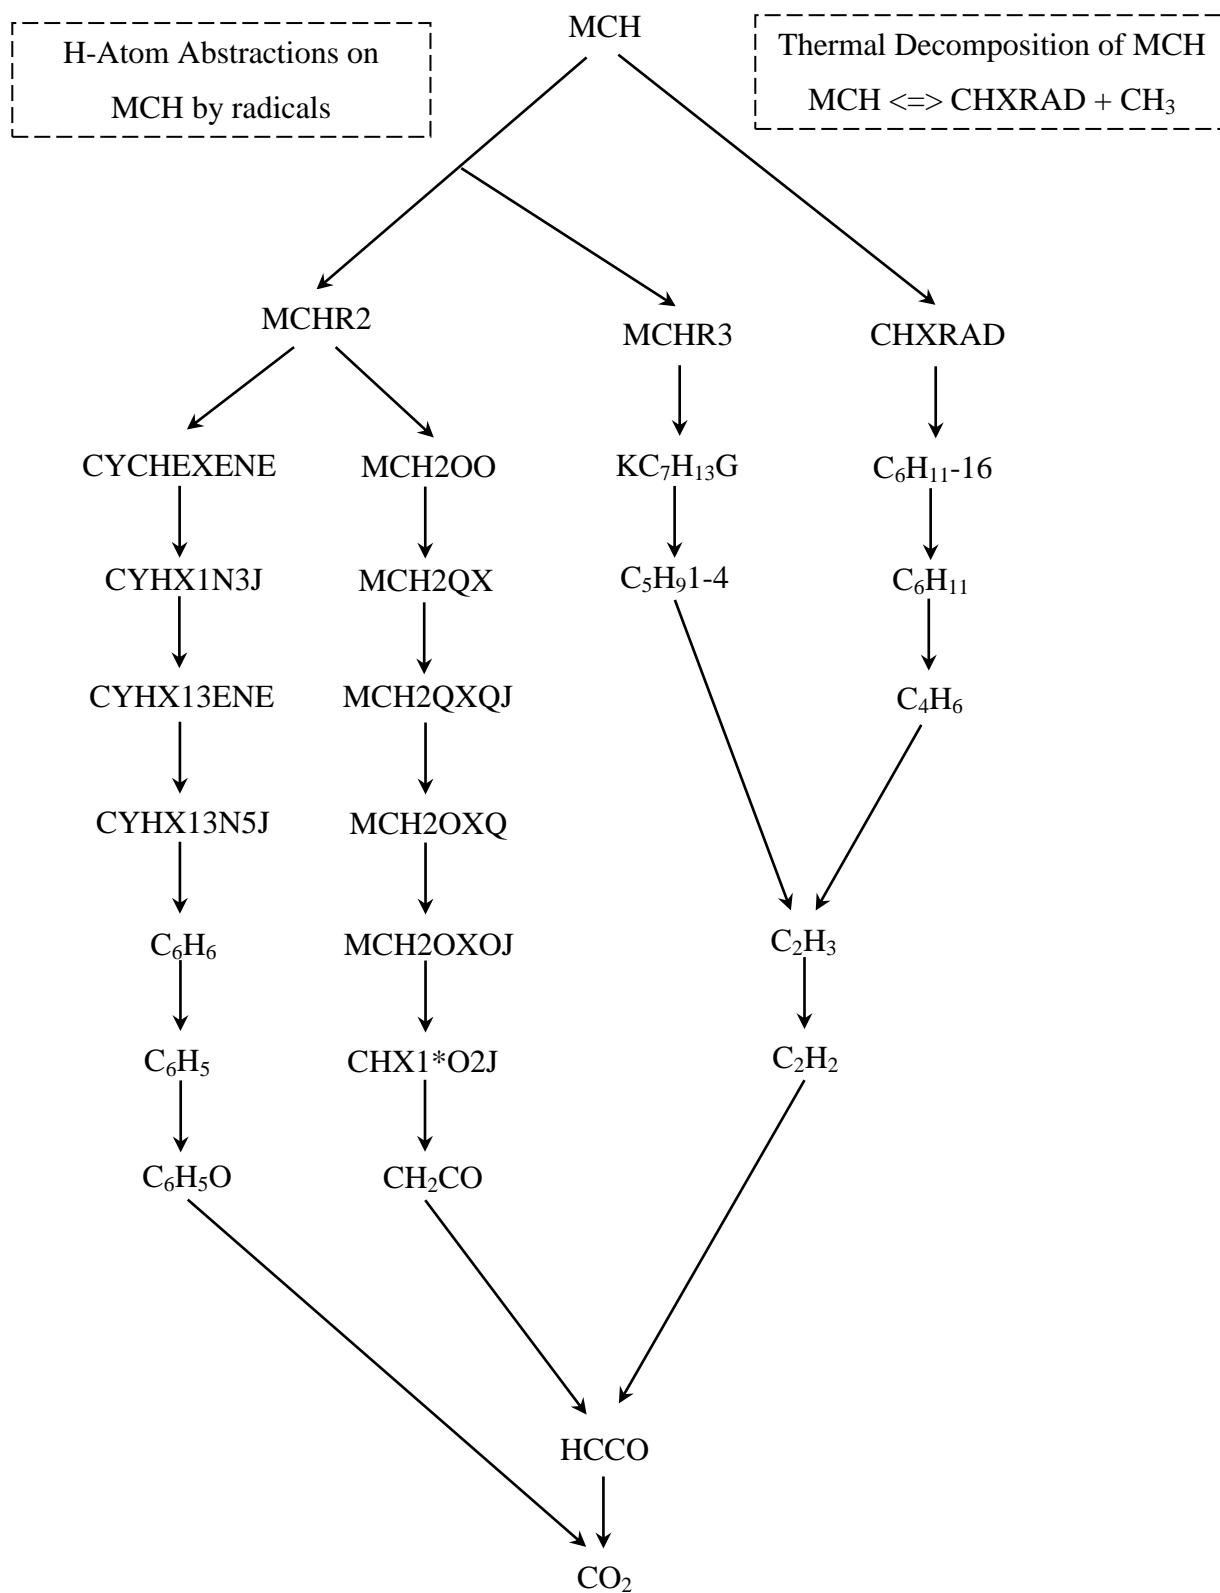 MCH
H-Atom Abstractions on
MCH by radicals
Thermal Decomposition of MCH
MCH <=> CHXRAD + CH₃
MCHR2
MCHR3
CHXRAD
CYCHEXENE
MCH2OO
KC₇H₁₃G
C₆H₁₁-16
CYHX1N3J
MCH2QX
C₅H₉1-4
C₆H₁₁
CYHX13ENE
MCH2QXQJ
C₄H₆
CYHX13N5J
MCH2OXQ
C₆H₆
MCH2OXOJ
C₂H₃
C₆H₅
CHX1*O2J
C₂H₂
C₆H₅O
CH₂CO
HCCO
CO₂